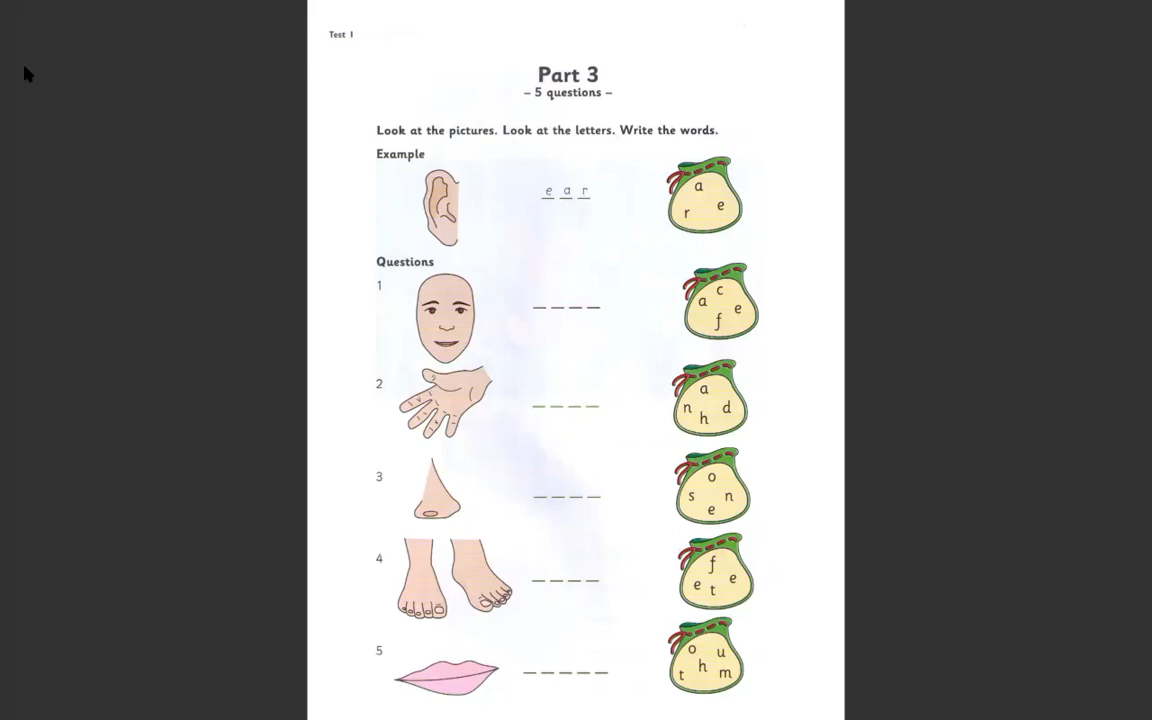 Test 1
Part 3
– 5 questions –
Look at the pictures. Look at the letters. Write the words.
Example
e a r
a
r e
Questions
1
c
a e
f
2
a
n d
h
3
o
s n
e
4
f
e e
t
5
o u
h
t m